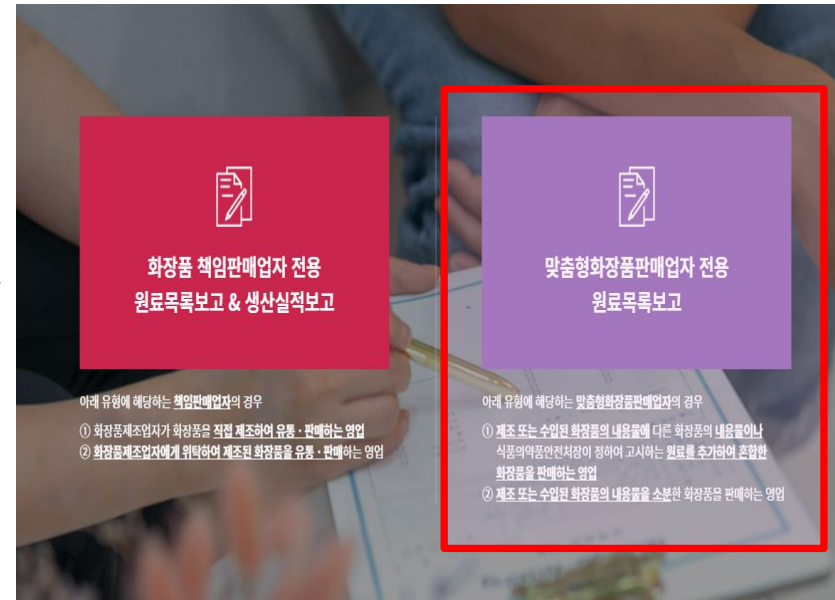 화장품 책임판매업자 전용
원료목록보고 & 생산실적보고
아래 유형에 해당하는 책임판매업자의 경우
① 화장품제조업자가 화장품을 직접 제조하여 유통·판매하는 영업
② 화장품제조업자에게 위탁하여 제조된 화장품을 유통·판매하는 영업
맞춤형화장품판매업자 전용
원료목록보고
아래 유형에 해당하는 맞춤형화장품판매업자의 경우
① 제조 또는 수입된 화장품의 내용물에 다른 화장품의 내용물이나
식품의약품안전처장이 정하여 고시하는 원료를 추가하여 혼합한
화장품을 판매하는 영업
② 제조 또는 수입된 화장품의 내용물을 소분한 화장품을 판매하는 영업